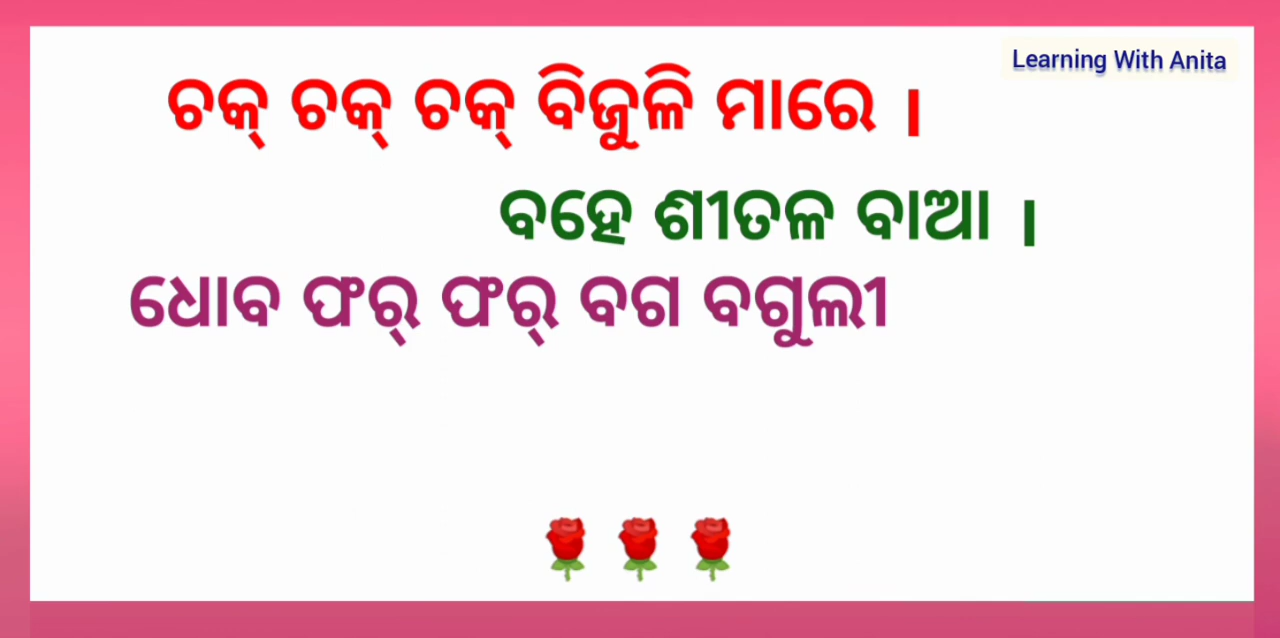 Learning With Anita
ଚକ୍ ଚକ୍ ଚକ୍ ବିଜୁଳି ମାରେ ।
ବହେ ଶୀତଳ ବାଆ ।
ଧୋବ ଫର୍ ଫର୍ ବଗ ବଗୁଲୀ